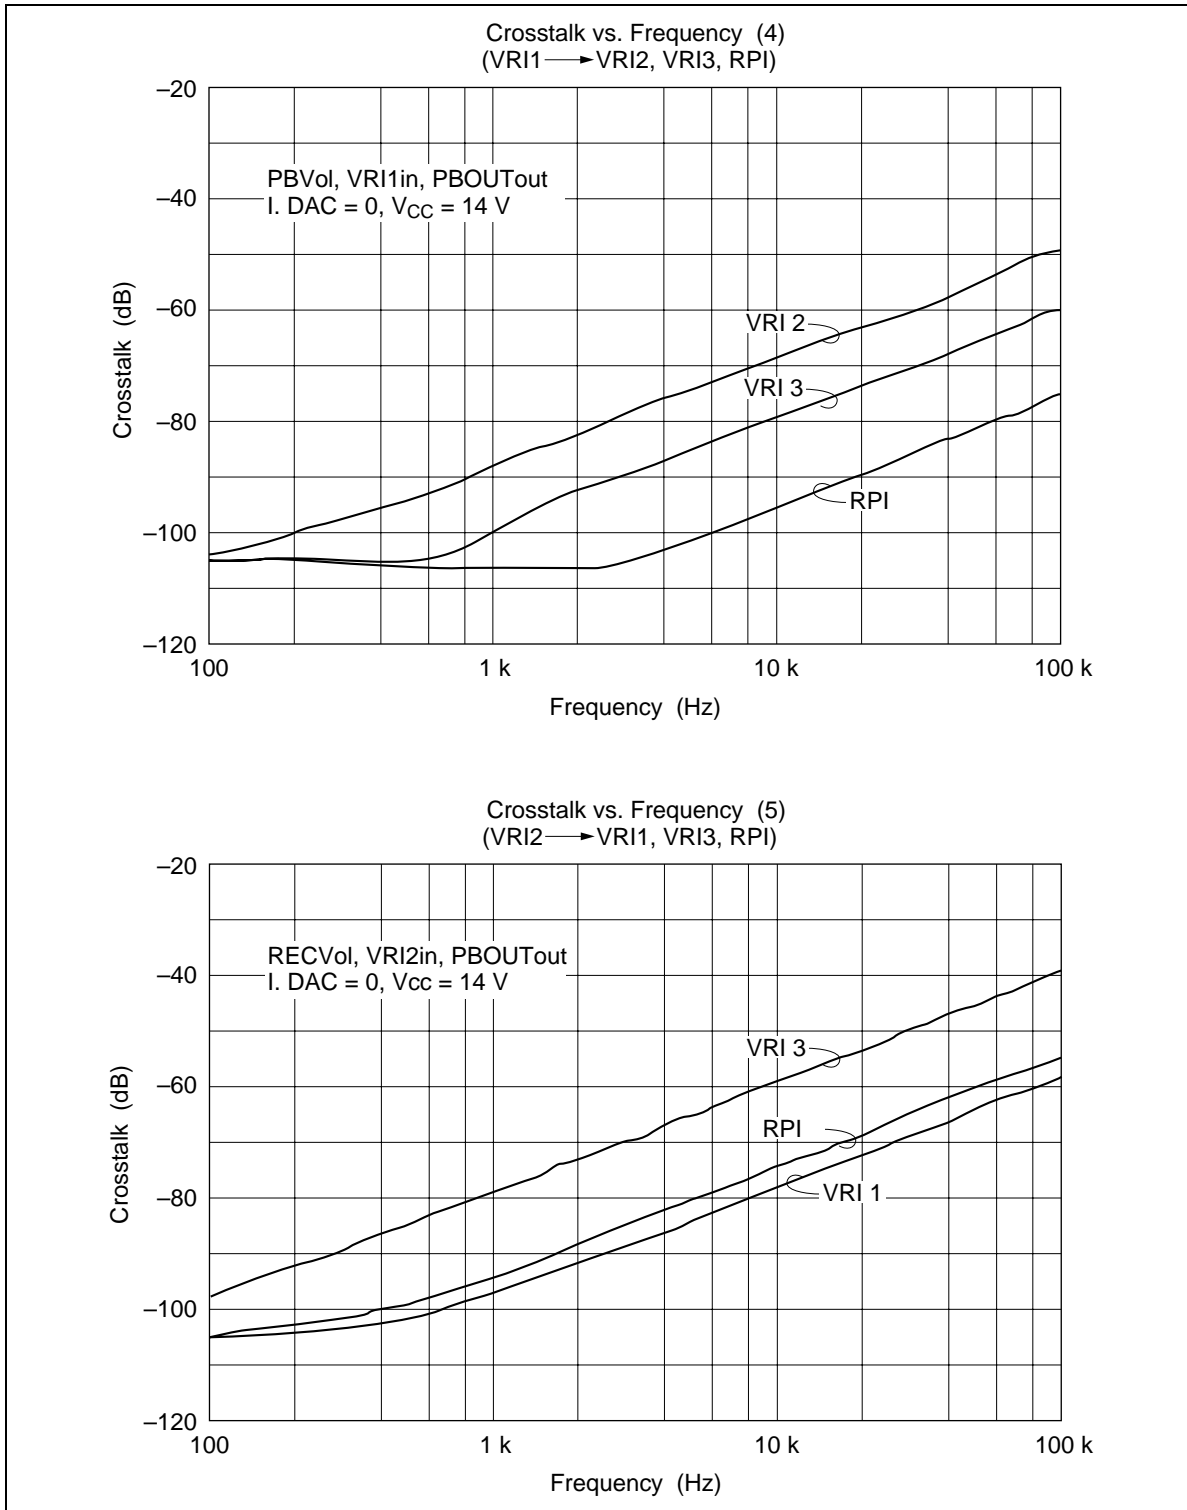 Crosstalk vs. Frequency (4)
(VRI1 → VRI2, VRI3, RPI)
–20
PBVol, VRI1in, PBOUTout
–40
I. DAC = 0, VCC = 14 V
–60
VRI 2
VRI 3
–80
RPI
–100
–120
Crosstalk (dB)
100
1 k
10 k
100 k
Frequency (Hz)
Crosstalk vs. Frequency (5)
(VRI2 → VRI1, VRI3, RPI)
–20
RECVol, VRI2in, PBOUTout
–40
I. DAC = 0, Vcc = 14 V
VRI 3
–60
RPI
–80
VRI 1
–100
–120
Crosstalk (dB)
100
1 k
10 k
100 k
Frequency (Hz)